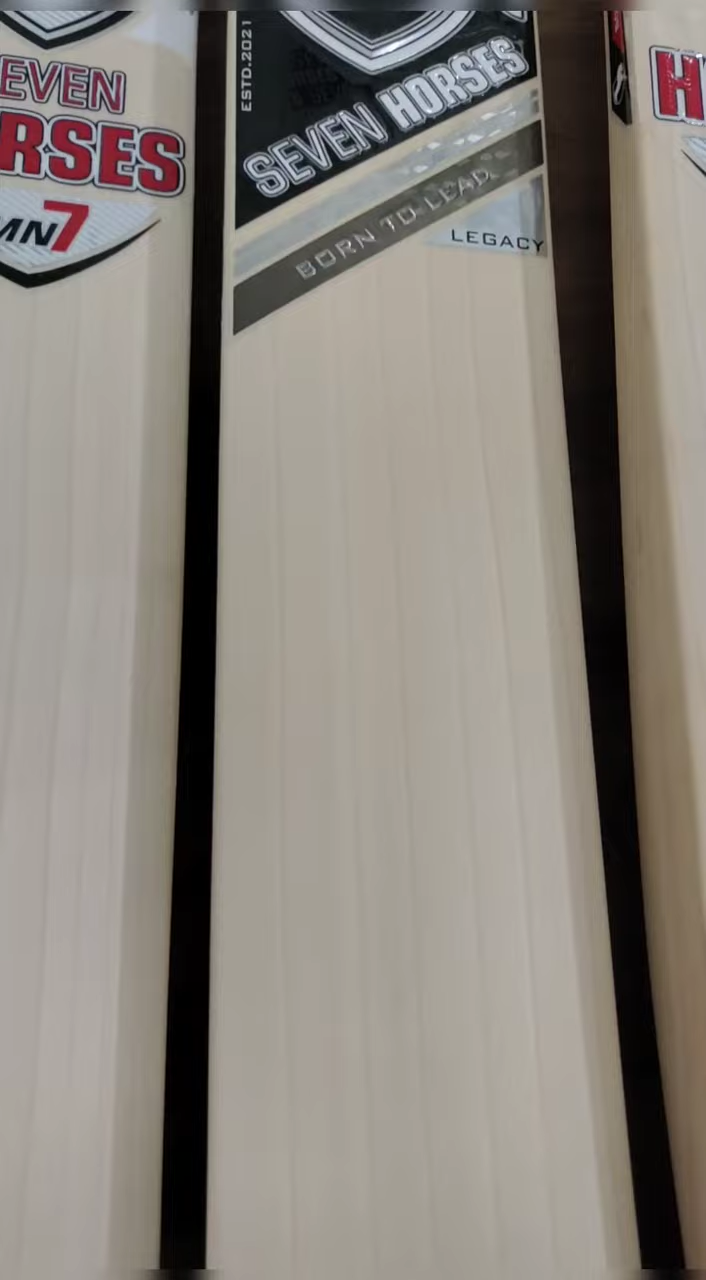 EVEN
RSES
MN7
ESTD.2021
SEVEN HORSES
BORN TO LEAD
LEGACY
H